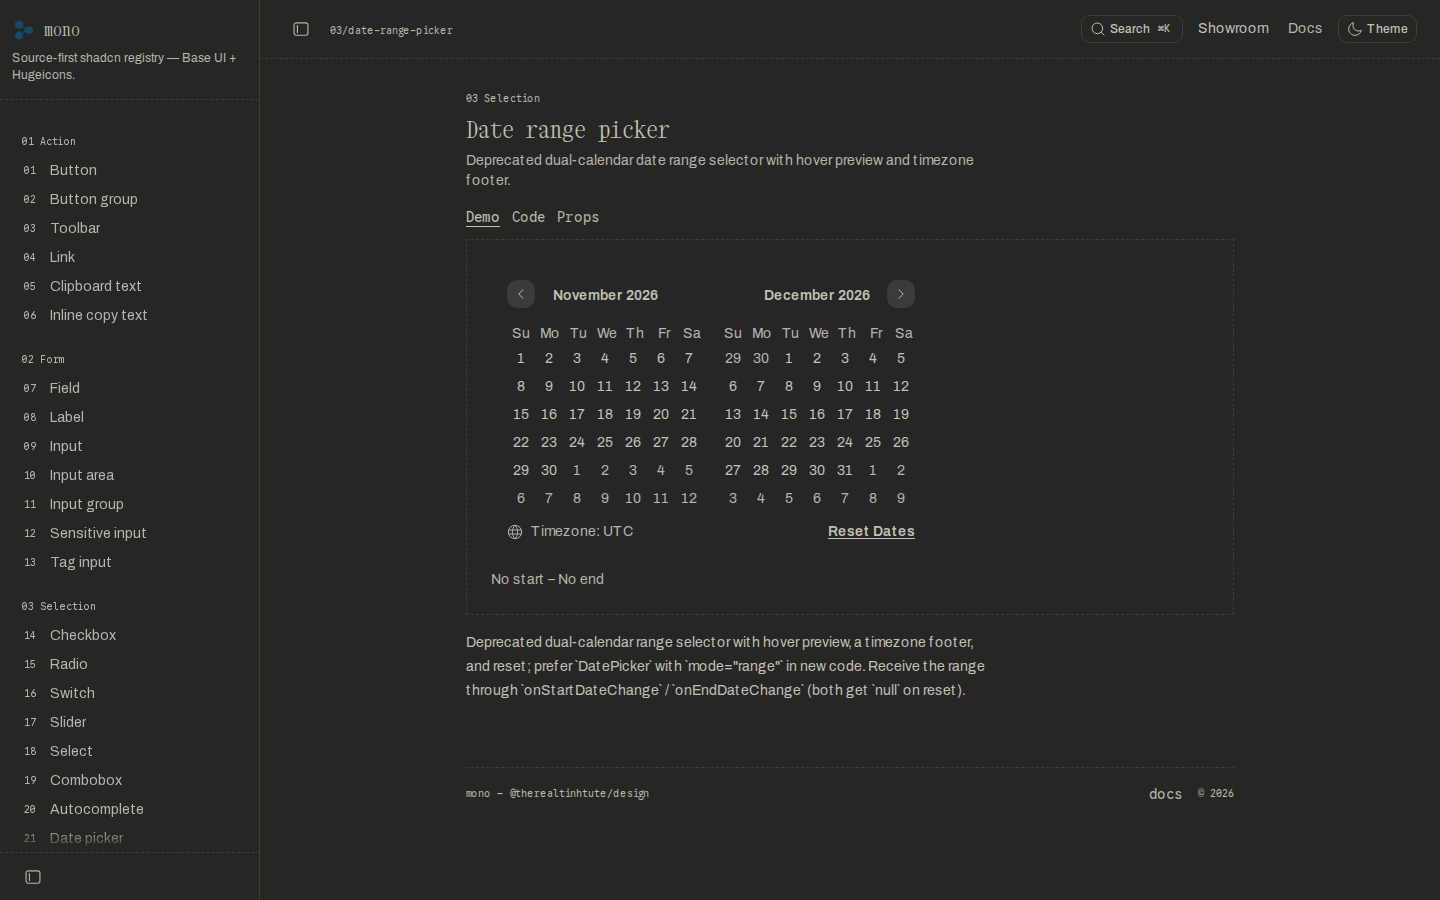 mono
Source-first shadcn registry — Base UI +
Hugeicons.
01 Action
01 Button
02 Button group
03 Toolbar
04 Link
05 Clipboard text
06 Inline copy text
02 Form
07 Field
08 Label
09 Input
10 Input area
11 Input group
12 Sensitive input
13 Tag input
03 Selection
14 Checkbox
15 Radio
16 Switch
17 Slider
18 Select
19 Combobox
20 Autocomplete
21 Date picker
03/date-range-picker
Search ⌘K Showroom Docs Theme
03 Selection
Date range picker
Deprecated dual-calendar date range selector with hover preview and timezone
footer.
Demo Code Props
November 2026 December 2026
Su Mo Tu We Th Fr Sa Su Mo Tu We Th Fr Sa
1 2 3 4 5 6 7 29 30 1 2 3 4 5
8 9 10 11 12 13 14 6 7 8 9 10 11 12
15 16 17 18 19 20 21 13 14 15 16 17 18 19
22 23 24 25 26 27 28 20 21 22 23 24 25 26
29 30 1 2 3 4 5 27 28 29 30 31 1 2
6 7 8 9 10 11 12 3 4 5 6 7 8 9
Timezone: UTC Reset Dates
No start – No end
Deprecated dual-calendar range selector with hover preview, a timezone footer,
and reset; prefer `DatePicker` with `mode="range"` in new code. Receive the range
through `onStartDateChange` / `onEndDateChange` (both get `null` on reset).
mono — @therealtinhtute/design
docs © 2026